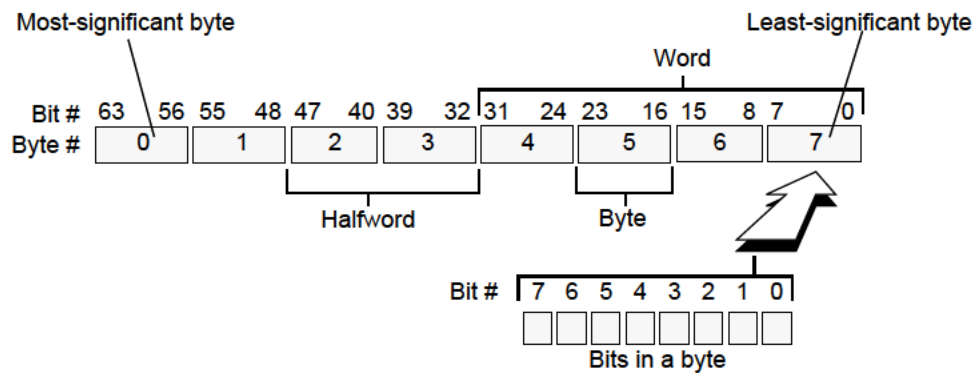 Most-significant byte Least-significant byte
Word
Bit # 63 56 55 48 47 40 39 32 31 24 23 16 15 8 7 0
Byte # 0 1 2 3 4 5 6 7
Halfword Byte
Bit # 7 6 5 4 3 2 1 0
Bits in a byte